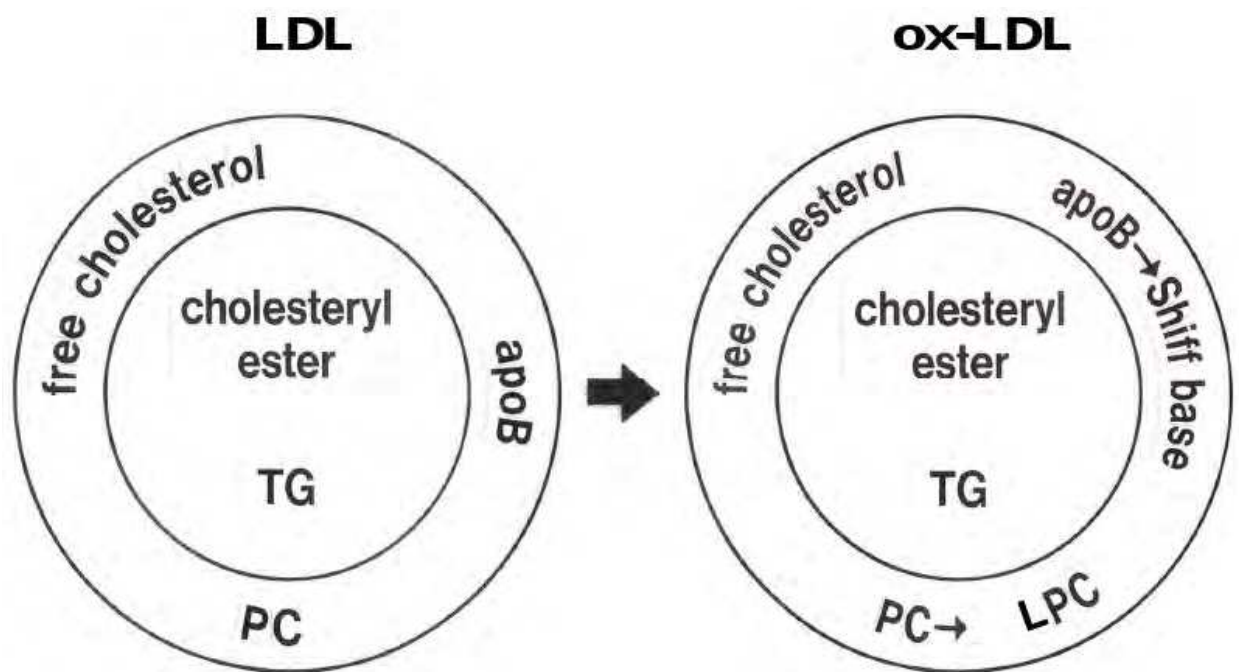 LDL
free cholesterol
cholesteryl
ester
TG
apoB
PC
ox-LDL
free cholesterol
apoB→Shiff base
cholesteryl
ester
TG
PC→ LPC